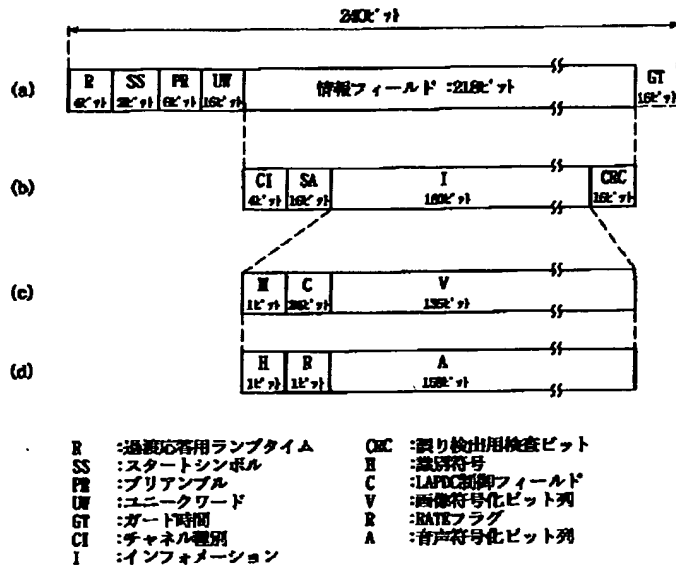 240ビット
(a)
R SS PR UW 情報フィールド:218ビット GT
4ビット 2ビット 6ビット 16ビット 16ビット
(b)
CI SA I CRC
4ビット 16ビット 160ビット 16ビット
(c)
H C V
1ビット 24ビット 135ビット
(d)
H R A
1ビット 1ビット 158ビット
R :過渡応答用ランプタイム
SS :スタートシンボル
PR :プリアンブル
UW :ユニークワード
GT :ガード時間
CI :チャネル種別
I :インフォメーション
CRC :誤り検出用検査ビット
H :識別符号
C :LAPDC制御フィールド
V :画像符号化ビット列
R :RATEフラグ
A :音声符号化ビット列